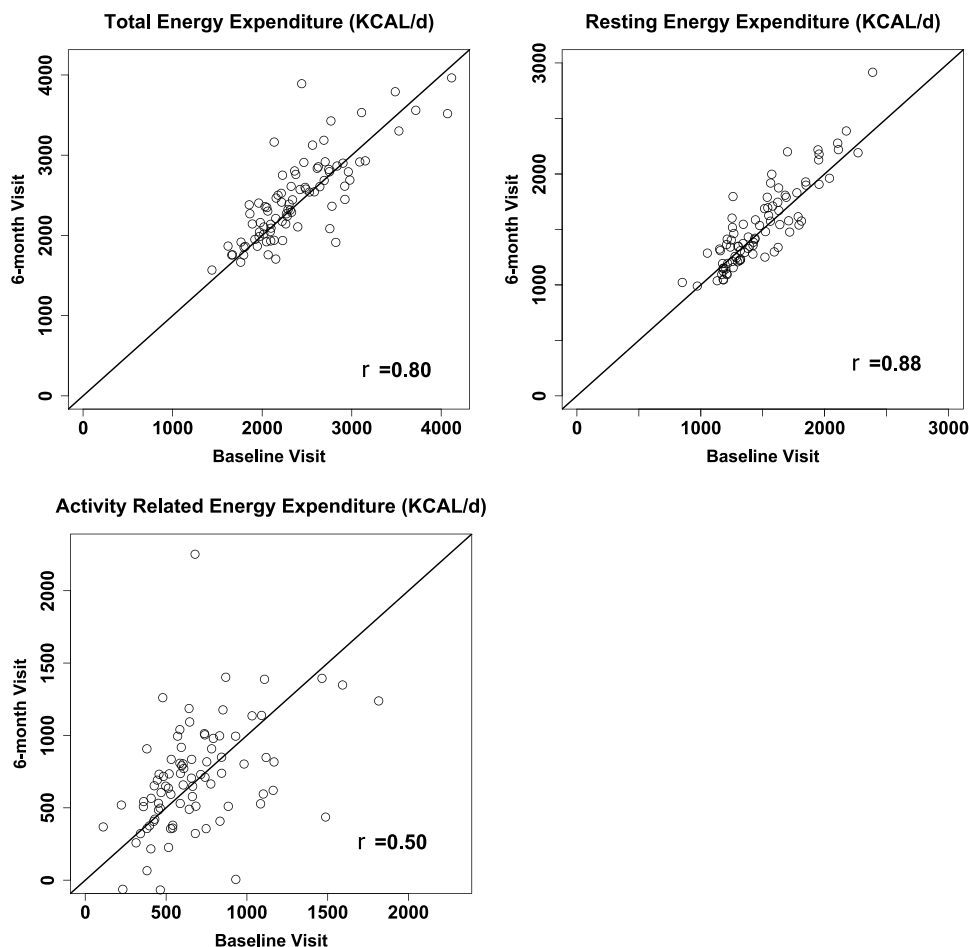 Total Energy Expenditure (KCAL/d)
6-month Visit
4000
3000
2000
1000
0
r =0.80
0 1000 2000 3000 4000
Baseline Visit
Resting Energy Expenditure (KCAL/d)
6-month Visit
3000
2000
1000
0
r =0.88
0 1000 2000 3000
Baseline Visit
Activity Related Energy Expenditure (KCAL/d)
6-month Visit
2000
1500
1000
500
0
r =0.50
0 500 1000 1500 2000
Baseline Visit